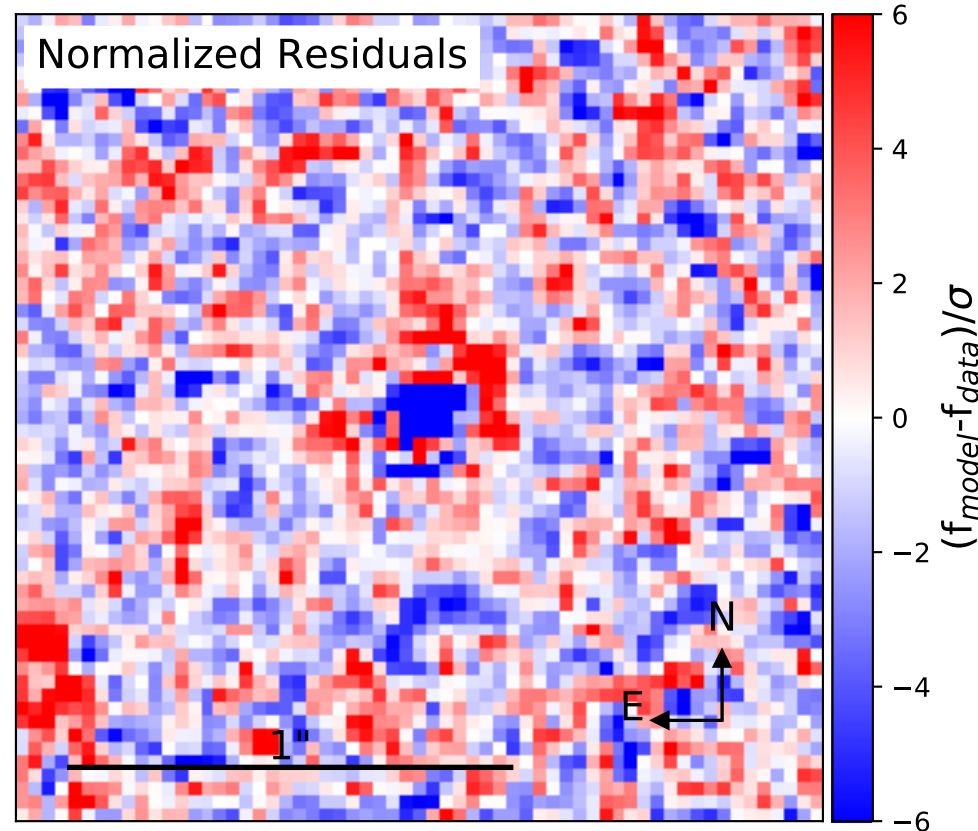 Normalized Residuals
6
4
2
0
−2
−4
−6
(f_model-f_data)/σ
N
E
1"